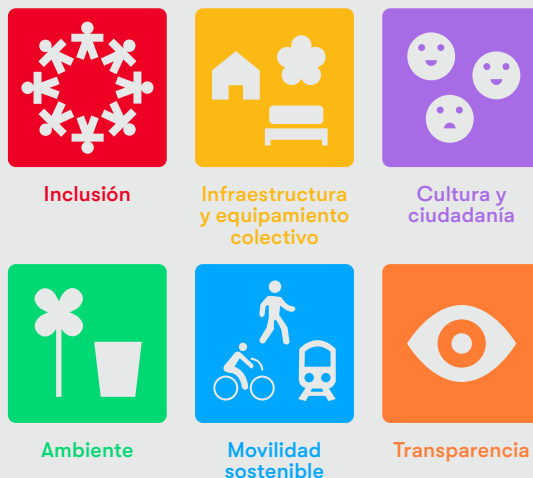 Inclusión
Infraestructura
y equipamiento
colectivo
Cultura y
ciudadanía
Ambiente
Movilidad
sostenible
Transparencia